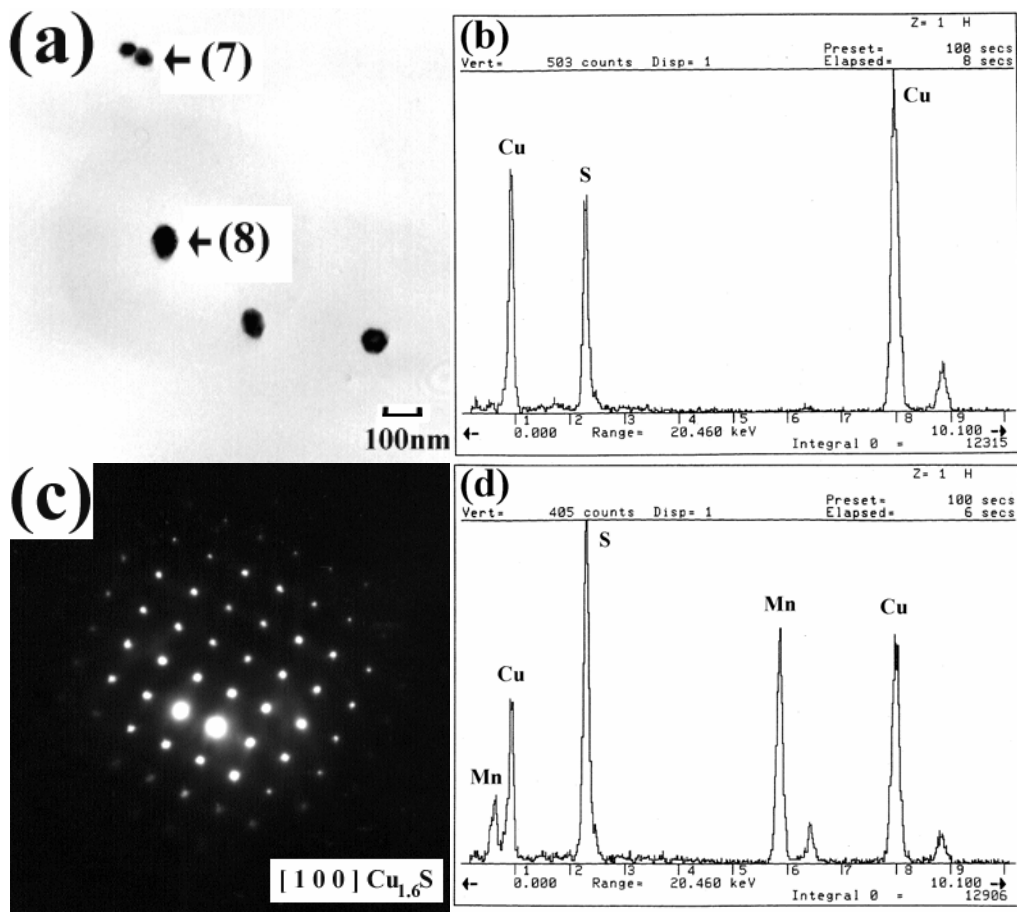 (a)
← (7)
← (8)
100nm
(b)
Z= 1 H
Preset= 100 secs
Vert= 503 counts Disp= 1 Elapsed= 8 secs
Cu
Cu
S
1 2 3 4 5 6 7 8 9
← 0.000 Range= 20.460 keV 10.100 →
Integral 0 = 12315
(c)
[1 0 0] Cu1.6S
(d)
Z= 1 H
Preset= 100 secs
Vert= 405 counts Disp= 1 Elapsed= 6 secs
S
Mn
Cu
Cu
Mn
1 2 3 4 5 6 7 8 9
← 0.000 Range= 20.460 keV 10.100 →
Integral 0 = 12906